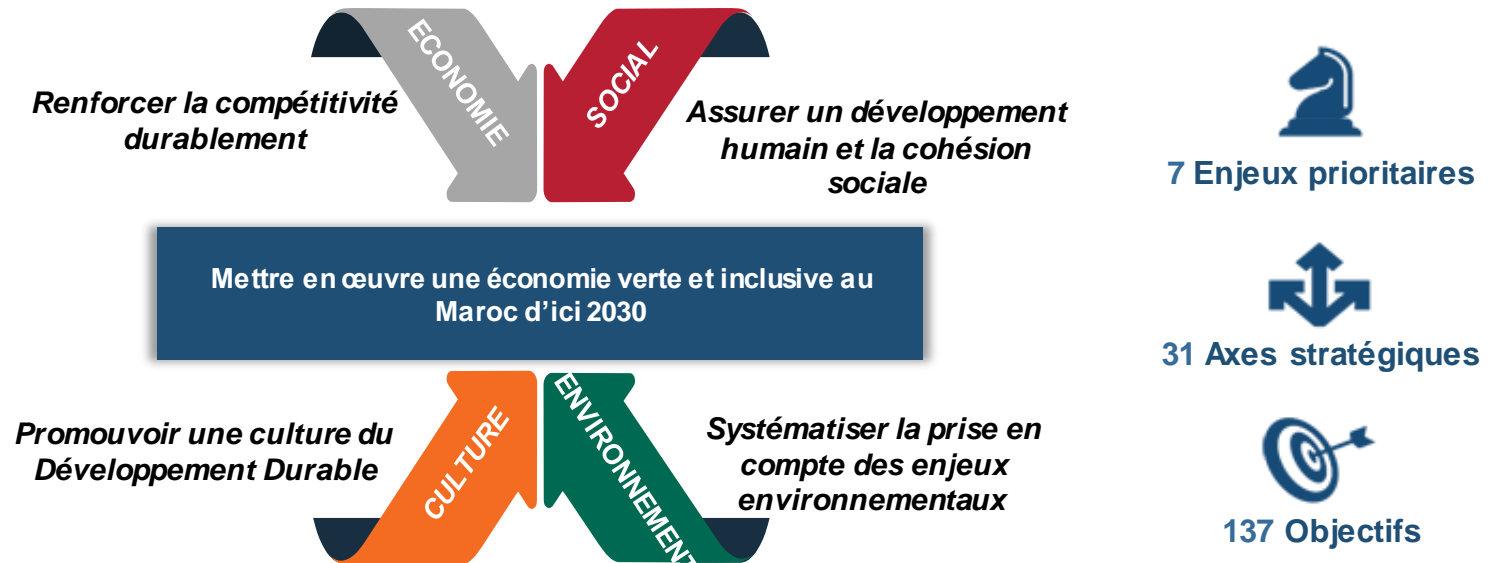 ECONOMIE
SOCIAL
Renforcer la compétitivité
durablement
Assurer un développement
humain et la cohésion
sociale
Mettre en œuvre une économie verte et inclusive au
Maroc d’ici 2030
Promouvoir une culture du
Développement Durable
CULTURE
ENVIRONNEMENT
Systématiser la prise en
compte des enjeux
environnementaux
7 Enjeux prioritaires
31 Axes stratégiques
137 Objectifs